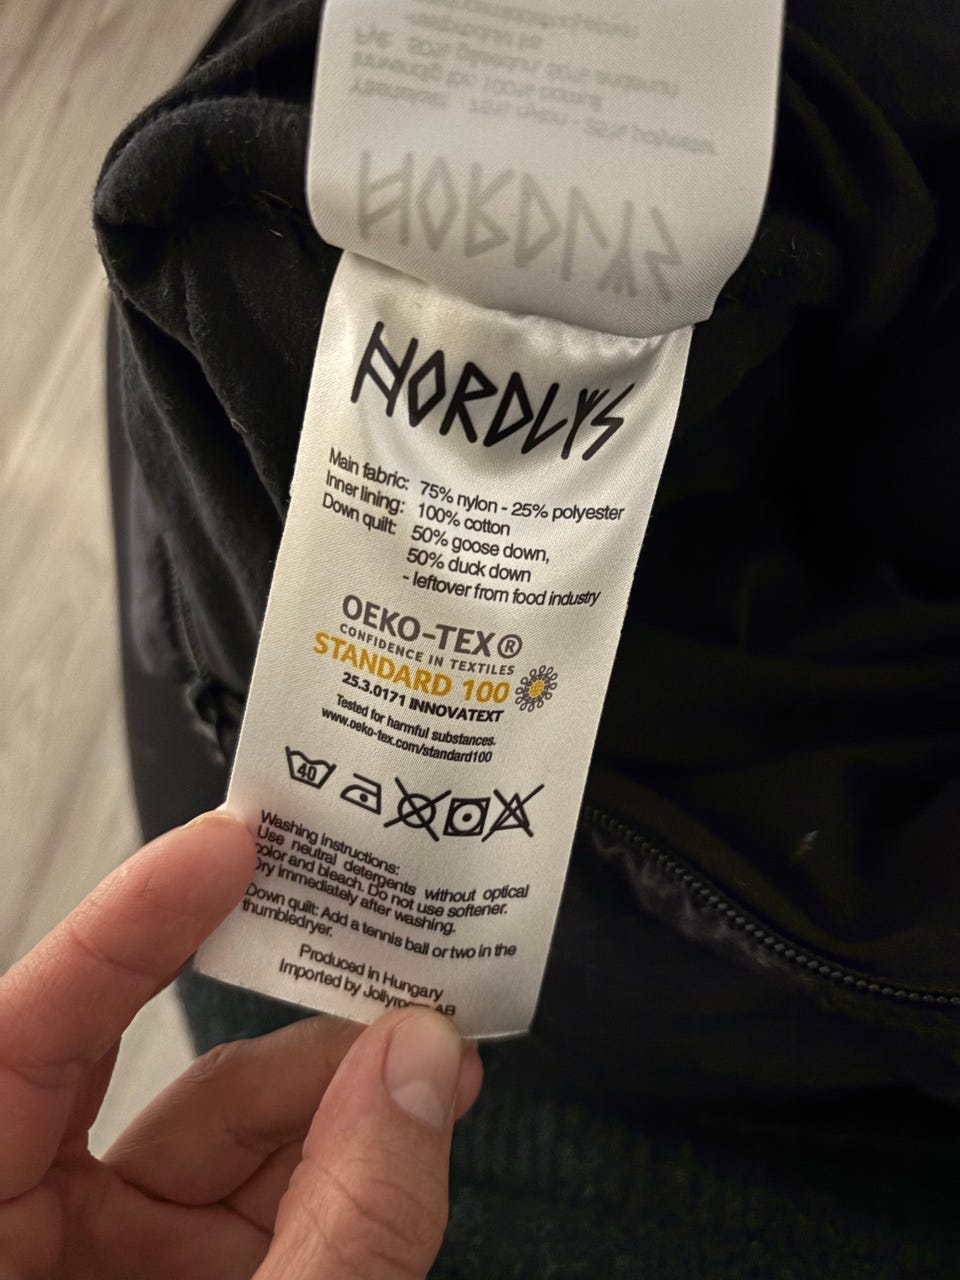 NORDLYS
Main fabric: 75% nylon - 25% polyester
Inner lining: 100% cotton
Down quilt: 50% goose down,
50% duck down
- leftover from food industry
OEKO-TEX®
CONFIDENCE IN TEXTILES
STANDARD 100
25.3.0171 INNOVATEXT
Tested for harmful substances.
www.oeko-tex.com/standard100
40
Washing instructions:
Use neutral detergents without optical
color and bleach. Do not use softener.
Dry immediately after washing.
Down quilt: Add a tennis ball or two in the
thumbledryer.
Produced in Hungary
Imported by Jollyroom AB